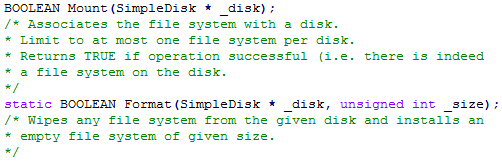 BOOLEAN Mount(SimpleDisk * _disk);
/* Associates the file system with a disk.
* Limit to at most one file system per disk.
* Returns TRUE if operation successful (i.e. there is indeed
* a file system on the disk.
*/
static BOOLEAN Format(SimpleDisk * _disk, unsigned int _size);
/* Wipes any file system from the given disk and installs an
* empty file system of given size.
*/